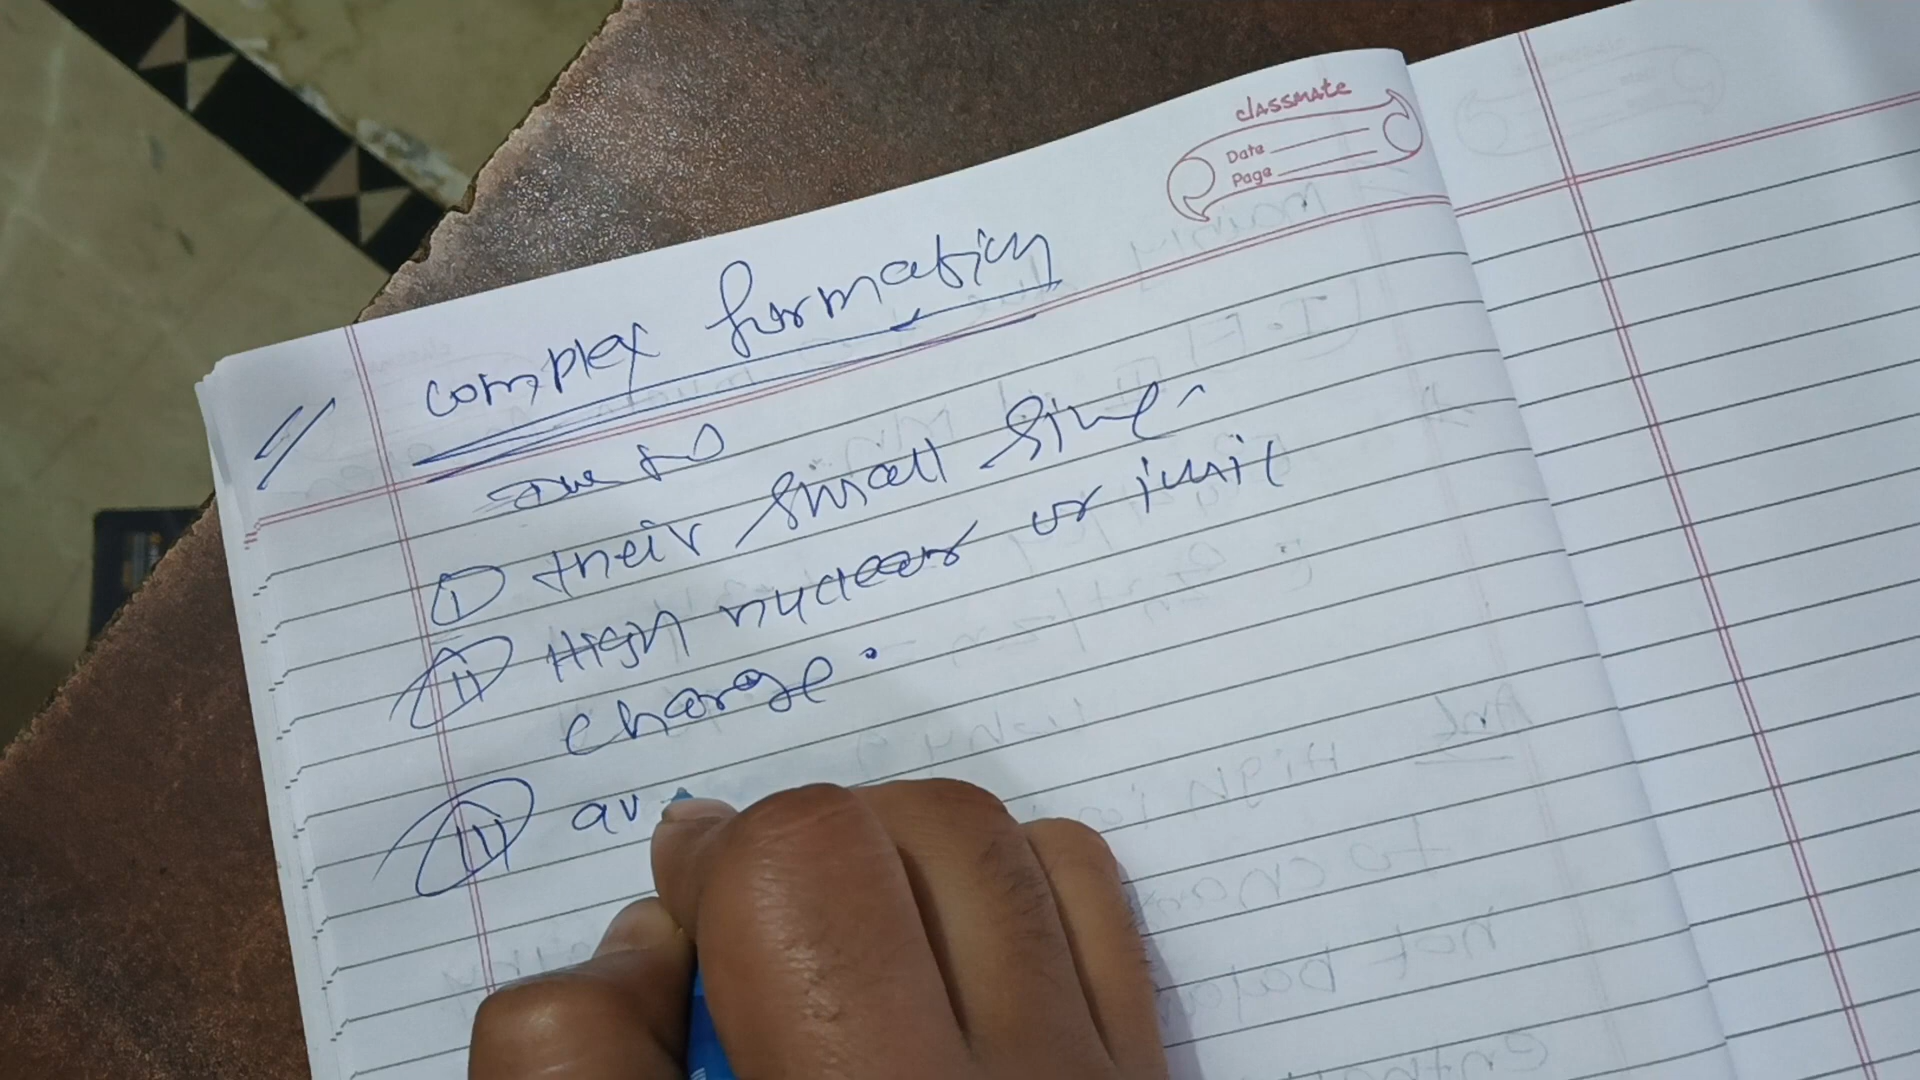 classmate
Date
Page
complex formation
Due to
(i) their small size
(ii) High nuclear or ionic
charge.
(iii) av